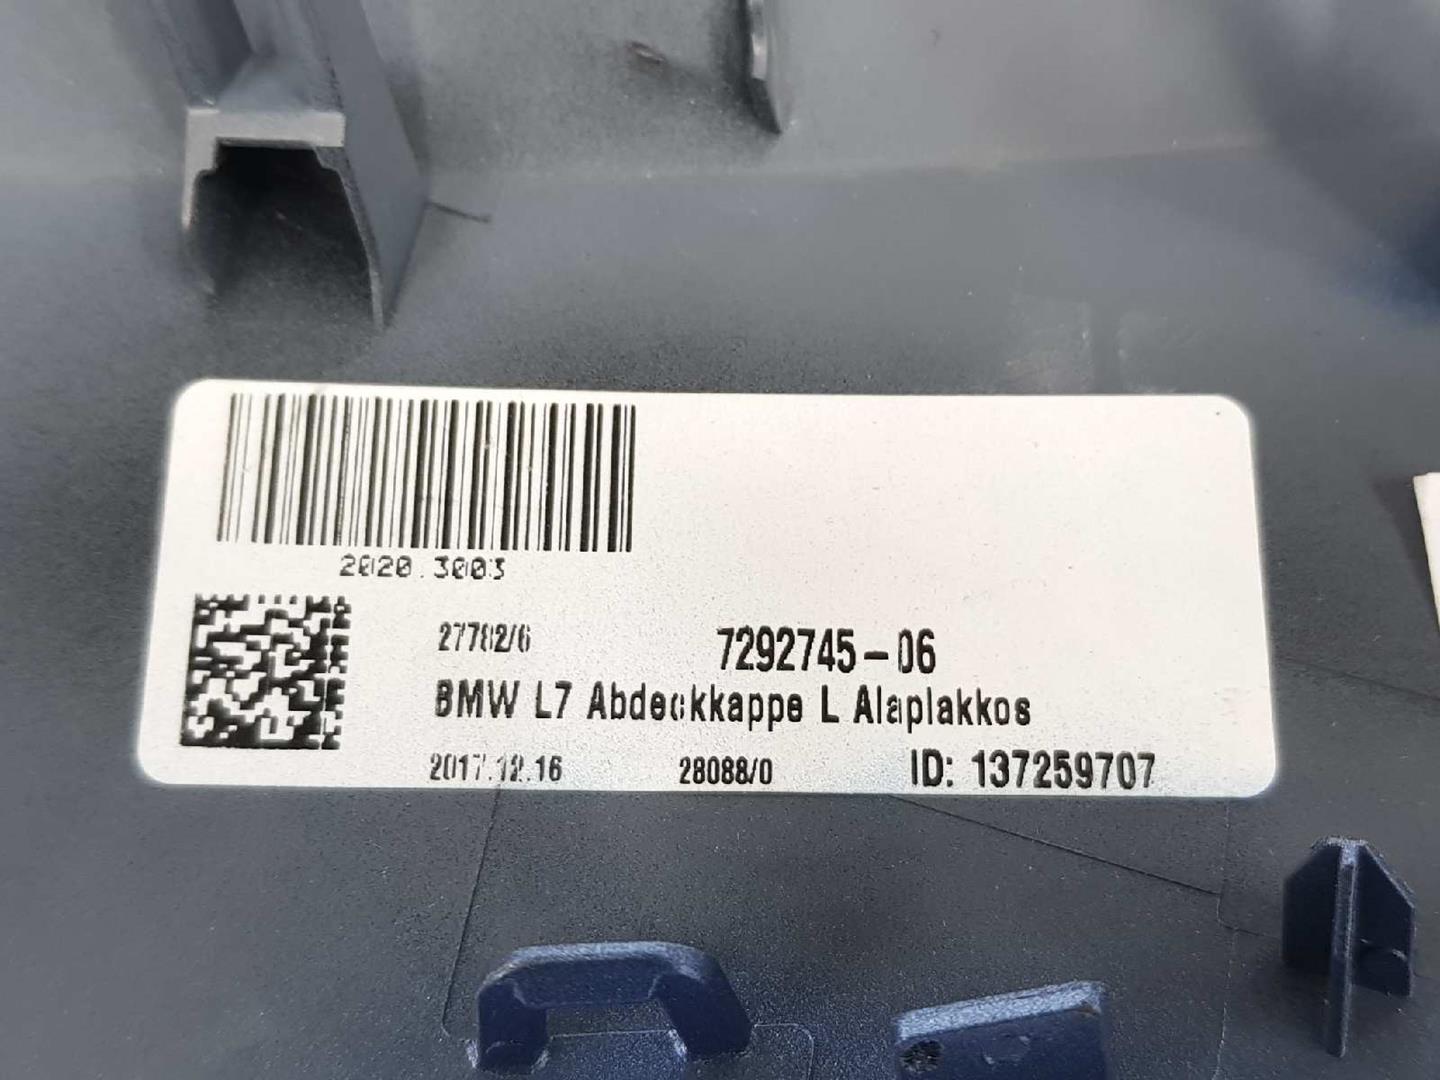 2020.3003
27782/6 7292745-06
BMW L7 Abdeckkappe L Alaplakkos
2017.12.16 28088/0 ID: 137259707